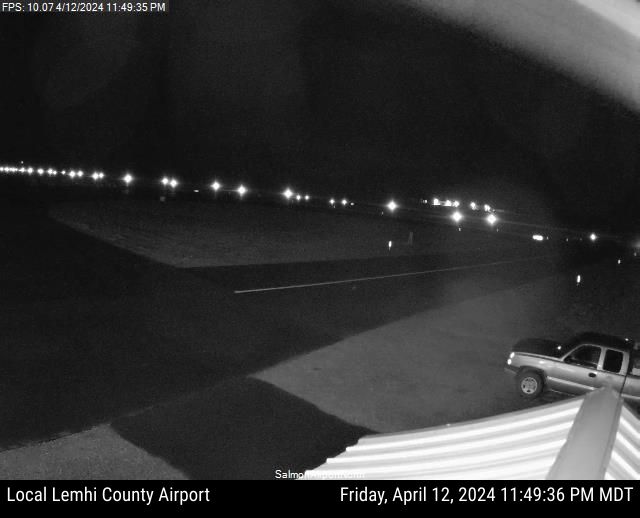 FPS: 10.07 4/12/2024 11:49:35 PM
SalmonAirportNorth
Local Lemhi County Airport
Friday, April 12, 2024 11:49:36 PM MDT